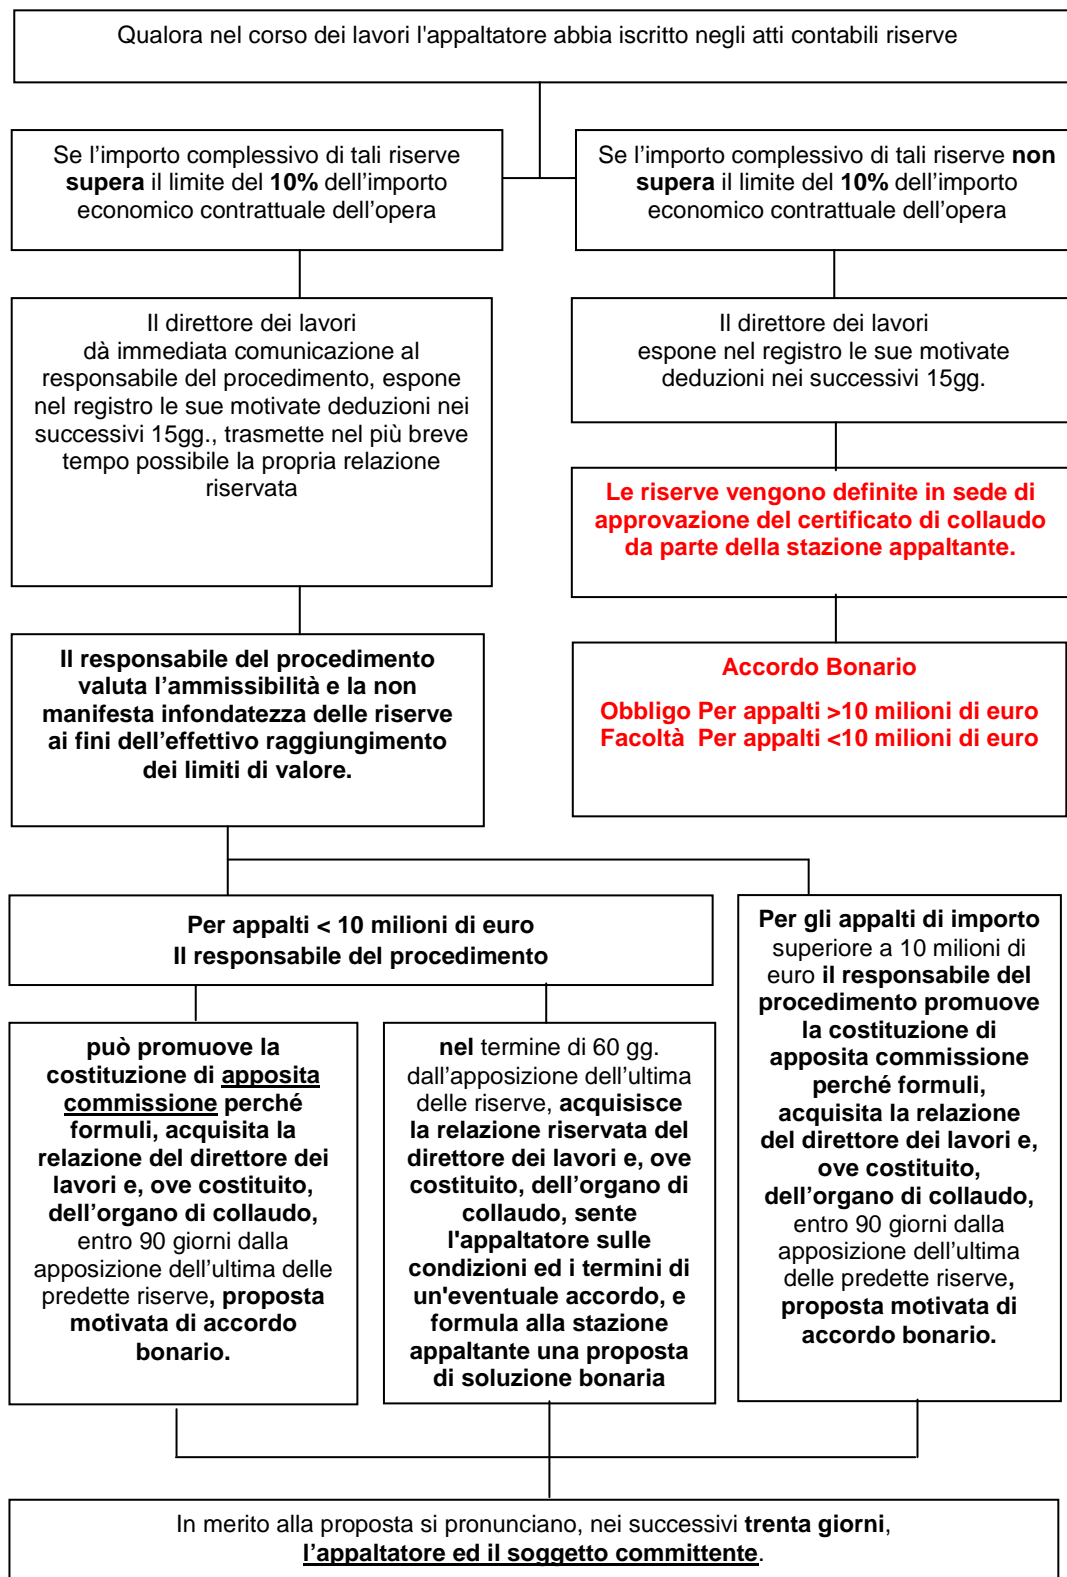 Qualora nel corso dei lavori l'appaltatore abbia iscritto negli atti contabili riserve
Se l’importo complessivo di tali riserve
supera il limite del 10% dell’importo
economico contrattuale dell’opera
Se l’importo complessivo di tali riserve non
supera il limite del 10% dell’importo
economico contrattuale dell’opera
Il direttore dei lavori
dà immediata comunicazione al
responsabile del procedimento, espone
nel registro le sue motivate deduzioni nei
successivi 15gg., trasmette nel più breve
tempo possibile la propria relazione
riservata
Il direttore dei lavori
espone nel registro le sue motivate
deduzioni nei successivi 15gg.
Le riserve vengono definite in sede di
approvazione del certificato di collaudo
da parte della stazione appaltante.
Il responsabile del procedimento
valuta l’ammissibilità e la non
manifesta infondatezza delle riserve
ai fini dell’effettivo raggiungimento
dei limiti di valore.
Accordo Bonario
Obbligo Per appalti >10 milioni di euro
Facoltà Per appalti <10 milioni di euro
Per appalti < 10 milioni di euro
Il responsabile del procedimento
può promuove la
costituzione di apposita
commissione perché
formuli, acquisita la
relazione del direttore dei
lavori e, ove costituito,
dell’organo di collaudo,
entro 90 giorni dalla
apposizione dell’ultima delle
predette riserve, proposta
motivata di accordo
bonario.
nel termine di 60 gg.
dall’apposizione dell’ultima
delle riserve, acquisisce
la relazione riservata del
direttore dei lavori e, ove
costituito, dell’organo di
collaudo, sente
l'appaltatore sulle
condizioni ed i termini di
un'eventuale accordo, e
formula alla stazione
appaltante una proposta
di soluzione bonaria
Per gli appalti di importo
superiore a 10 milioni di
euro il responsabile del
procedimento promuove
la costituzione di
apposita commissione
perché formuli,
acquisita la relazione
del direttore dei lavori e,
ove costituito,
dell’organo di collaudo,
entro 90 giorni dalla
apposizione dell’ultima
delle predette riserve,
proposta motivata di
accordo bonario.
In merito alla proposta si pronunciano, nei successivi trenta giorni,
l’appaltatore ed il soggetto committente.